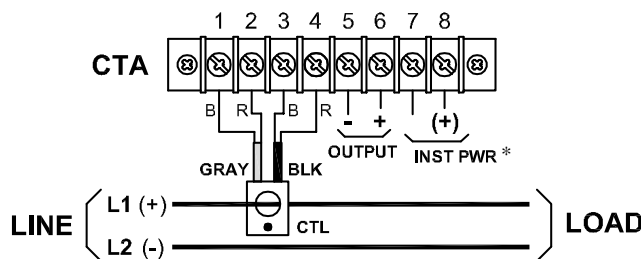 1 2 3 4 5 6 7 8
CTA
B R B R - + (+)
OUTPUT INST PWR *
GRAY BLK
L1 (+)
LINE LOAD
CTL
L2 (-)